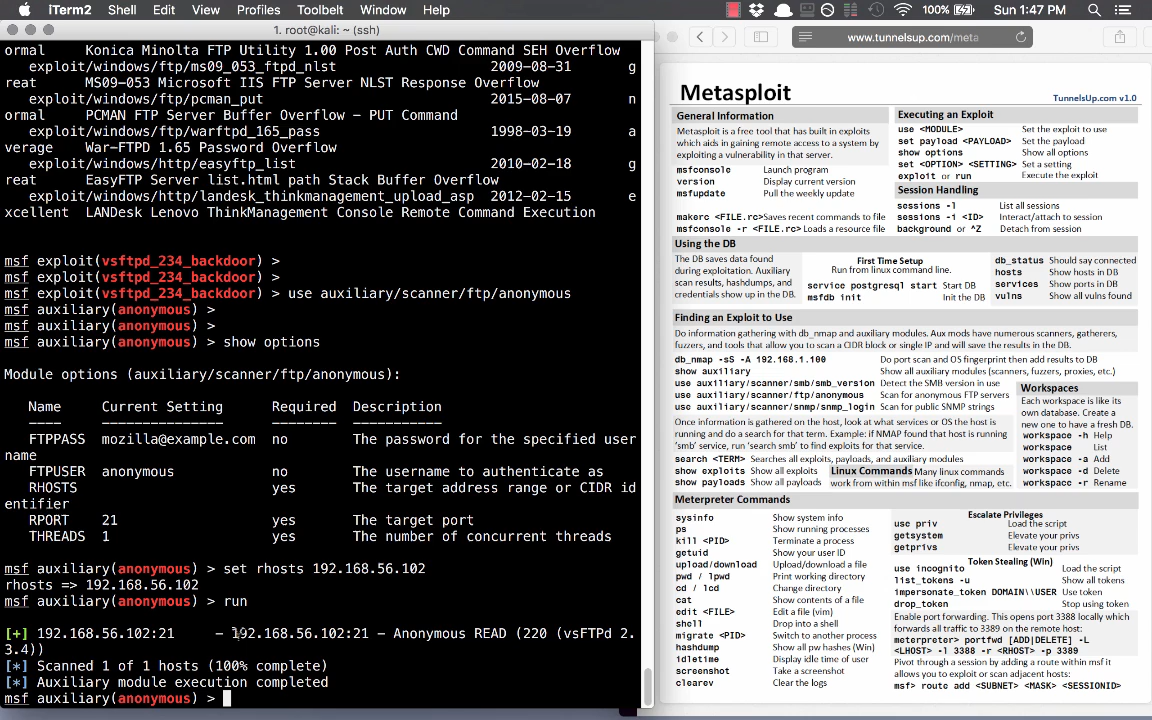 iTerm2 Shell Edit View Profiles Toolbelt Window Help 100% Sun 1:47 PM
1. root@kali: ~ (ssh)
ormal Konica Minolta FTP Utility 1.00 Post Auth CWD Command SEH Overflow
exploit/windows/ftp/ms09_053_ftpd_nlst 2009-08-31 g
reat MS09-053 Microsoft IIS FTP Server NLST Response Overflow
exploit/windows/ftp/pcman_put 2015-08-07 n
ormal PCMAN FTP Server Buffer Overflow – PUT Command
exploit/windows/ftp/warftpd_165_pass 1998-03-19 a
verage War-FTPD 1.65 Password Overflow
exploit/windows/http/easyftp_list 2010-02-18 g
reat EasyFTP Server list.html path Stack Buffer Overflow
exploit/windows/http/landesk_thinkmanagement_upload_asp 2012-02-15 e
xcellent LANDesk Lenovo ThinkManagement Console Remote Command Execution
msf exploit(vsftpd_234_backdoor) >
msf exploit(vsftpd_234_backdoor) >
msf exploit(vsftpd_234_backdoor) > use auxiliary/scanner/ftp/anonymous
msf auxiliary(anonymous) >
msf auxiliary(anonymous) >
msf auxiliary(anonymous) > show options
Module options (auxiliary/scanner/ftp/anonymous):
Name Current Setting Required Description
---- --------------- -------- -----------
FTPPASS mozilla@example.com no The password for the specified user
name
FTPUSER anonymous no The username to authenticate as
RHOSTS yes The target address range or CIDR id
entifier
RPORT 21 yes The target port
THREADS 1 yes The number of concurrent threads
msf auxiliary(anonymous) > set rhosts 192.168.56.102
rhosts => 192.168.56.102
msf auxiliary(anonymous) > run
[+] 192.168.56.102:21 – 192.168.56.102:21 – Anonymous READ (220 (vsFTPd 2.
3.4))
[*] Scanned 1 of 1 hosts (100% complete)
[*] Auxiliary module execution completed
msf auxiliary(anonymous) >
www.tunnelsup.com/meta
Metasploit
TunnelsUp.com v1.0
General Information
Metasploit is a free tool that has built in exploits
which aids in gaining remote access to a system by
exploiting a vulnerability in that server.
msfconsole Launch program
version Display current version
msfupdate Pull the weekly update
makerc <FILE.rc>Saves recent commands to file
msfconsole -r <FILE.rc> Loads a resource file
Executing an Exploit
use <MODULE> Set the exploit to use
set payload <PAYLOAD> Set the payload
show options Show all options
set <OPTION> <SETTING> Set a setting
exploit or run Execute the exploit
Session Handling
sessions -l List all sessions
sessions -i <ID> Interact/attach to session
background or ^Z Detach from session
Using the DB
The DB saves data found
during exploitation. Auxiliary
scan results, hashdumps, and
credentials show up in the DB.
First Time Setup
Run from linux command line.
service postgresql start Start DB
msfdb init Init the DB
db_status Should say connected
hosts Show hosts in DB
services Show ports in DB
vulns Show all vulns found
Finding an Exploit to Use
Do information gathering with db_nmap and auxiliary modules. Aux mods have numerous scanners, gatherers,
fuzzers, and tools that allow you to scan a CIDR block or single IP and will save the results in the DB.
db_nmap -sS -A 192.168.1.100 Do port scan and OS fingerprint then add results to DB
show auxiliary Show all auxiliary modules (scanners, fuzzers, proxies, etc.)
use auxiliary/scanner/smb/smb_version Detect the SMB version in use
use auxiliary/scanner/ftp/anonymous Scan for anonymous FTP servers
use auxiliary/scanner/snmp/snmp_login Scan for public SNMP strings
Once information is gathered on the host, look at what services or OS the host is
running and do a search for that term. Example: if NMAP found that host is running
'smb' service, run 'search smb' to find exploits for that service.
search <TERM> Searches all exploits, payloads, and auxiliary modules
show exploits Show all exploits
show payloads Show all payloads
Linux Commands Many linux commands
work from within msf like ifconfig, nmap, etc.
Workspaces
Each workspace is like its
own database. Create a
new one to have a fresh DB.
workspace -h Help
workspace List
workspace -a Add
workspace -d Delete
workspace -r Rename
Meterpreter Commands
sysinfo Show system info
ps Show running processes
kill <PID> Terminate a process
getuid Show your user ID
upload/download Upload/download a file
pwd / lpwd Print working directory
cd / lcd Change directory
cat Show contents of a file
edit <FILE> Edit a file (vim)
shell Drop into a shell
migrate <PID> Switch to another process
hashdump Show all pw hashes (Win)
idletime Display idle time of user
screenshot Take a screenshot
clearev Clear the logs
Escalate Privileges
use priv Load the script
getsystem Elevate your privs
getprivs Elevate your privs
Token Stealing (Win)
use incognito Load the script
list_tokens -u Show all tokens
impersonate_token DOMAIN\\USER Use token
drop_token Stop using token
Enable port forwarding. This opens port 3389 locally which
forwards all traffic to 3389 on the remote host:
meterpreter> portfwd [ADD|DELETE] -L
<LHOST> -l 3388 -r <RHOST> -p 3389
Pivot through a session by adding a route within msf it
allows you to exploit or scan adjacent hosts:
msf> route add <SUBNET> <MASK> <SESSIONID>